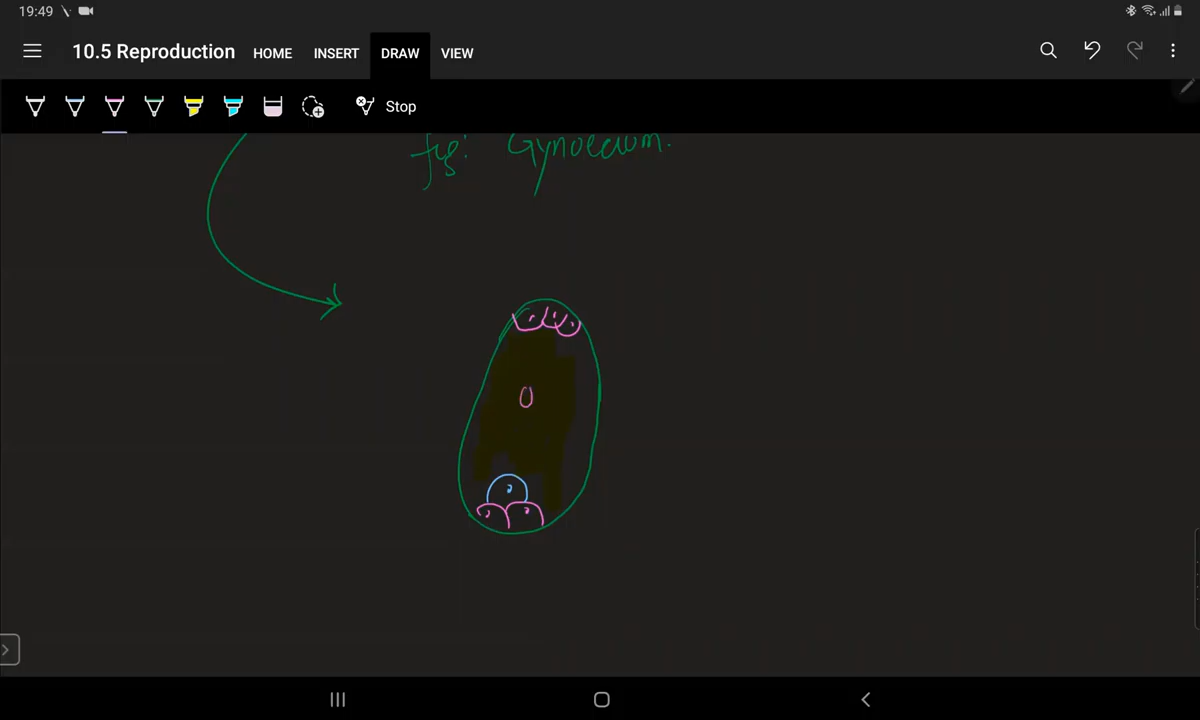 19:49
10.5 Reproduction HOME INSERT DRAW VIEW
Stop
fig: Gynoecium.